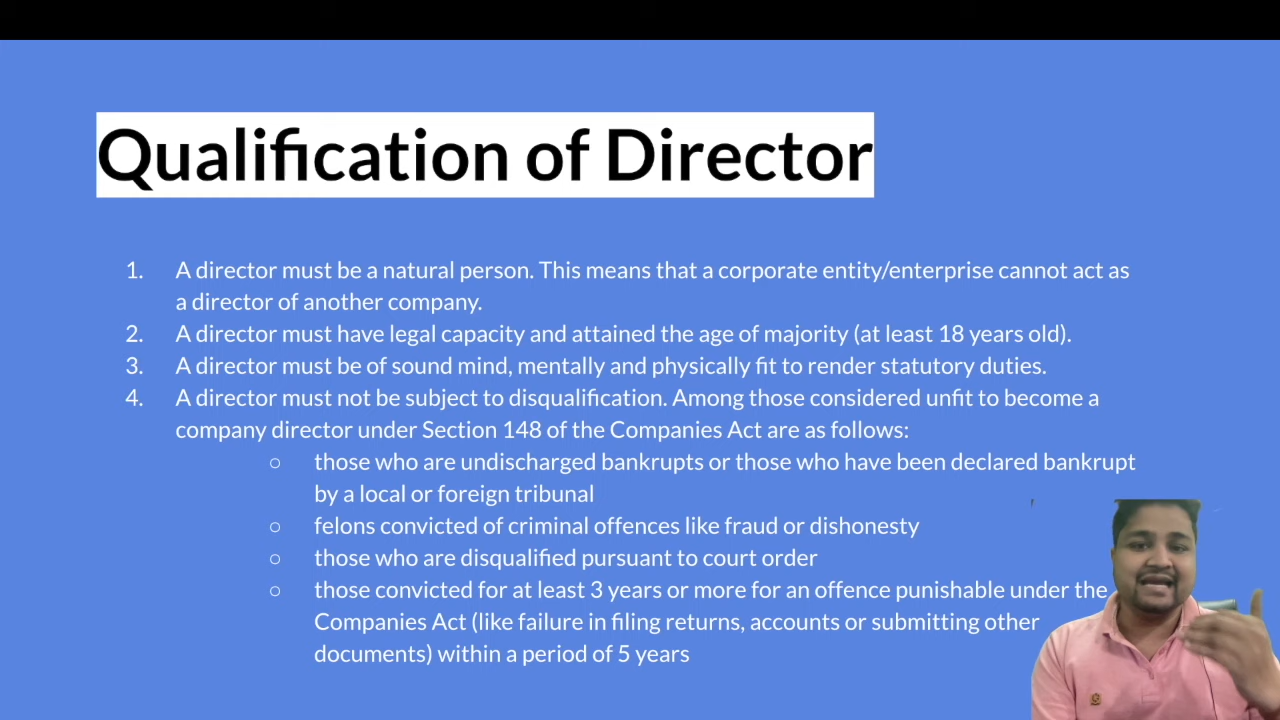 Qualification of Director
1. A director must be a natural person. This means that a corporate entity/enterprise cannot act as
a director of another company.
2. A director must have legal capacity and attained the age of majority (at least 18 years old).
3. A director must be of sound mind, mentally and physically fit to render statutory duties.
4. A director must not be subject to disqualification. Among those considered unfit to become a
company director under Section 148 of the Companies Act are as follows:
○ those who are undischarged bankrupts or those who have been declared bankrupt
by a local or foreign tribunal
○ felons convicted of criminal offences like fraud or dishonesty
○ those who are disqualified pursuant to court order
○ those convicted for at least 3 years or more for an offence punishable under the
Companies Act (like failure in filing returns, accounts or submitting other
documents) within a period of 5 years